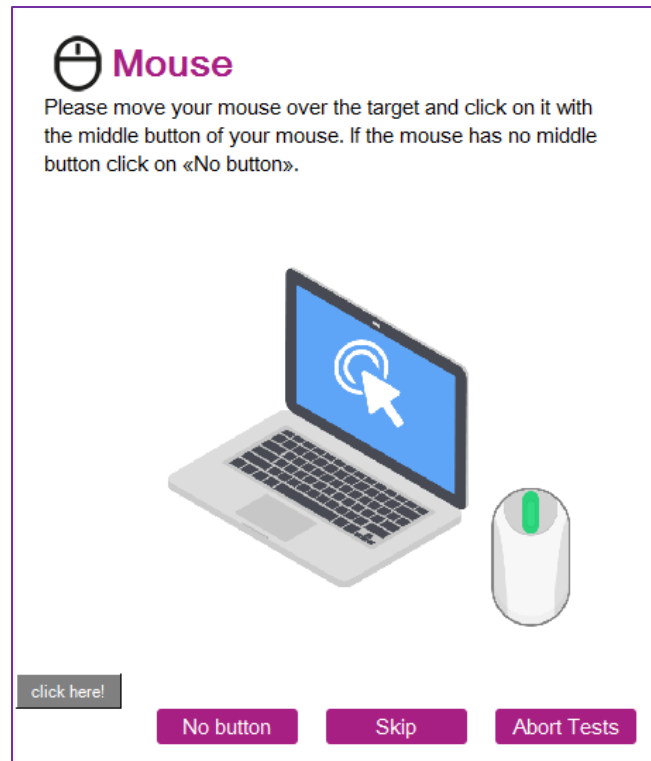 Mouse
Please move your mouse over the target and click on it with
the middle button of your mouse. If the mouse has no middle
button click on «No button».
click here!
No button
Skip
Abort Tests